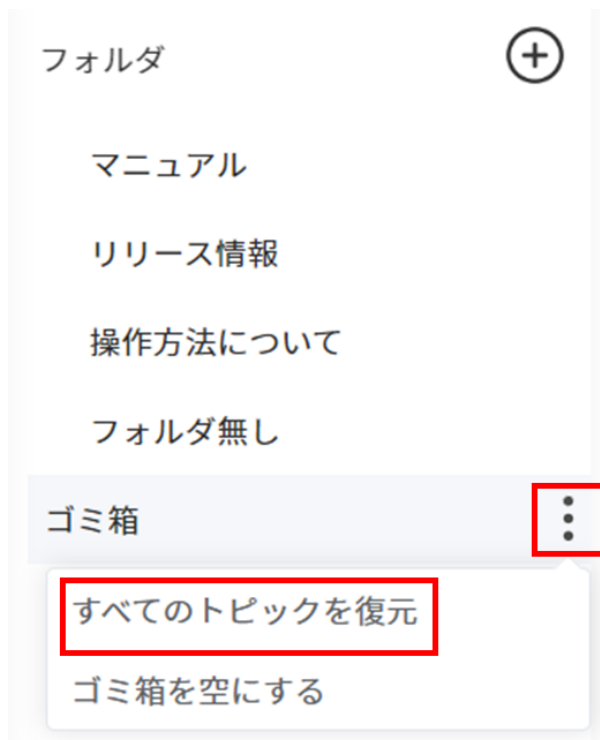 フォルダ
マニュアル
リリース情報
操作方法について
フォルダ無し
ゴミ箱
すべてのトピックを復元
ゴミ箱を空にする